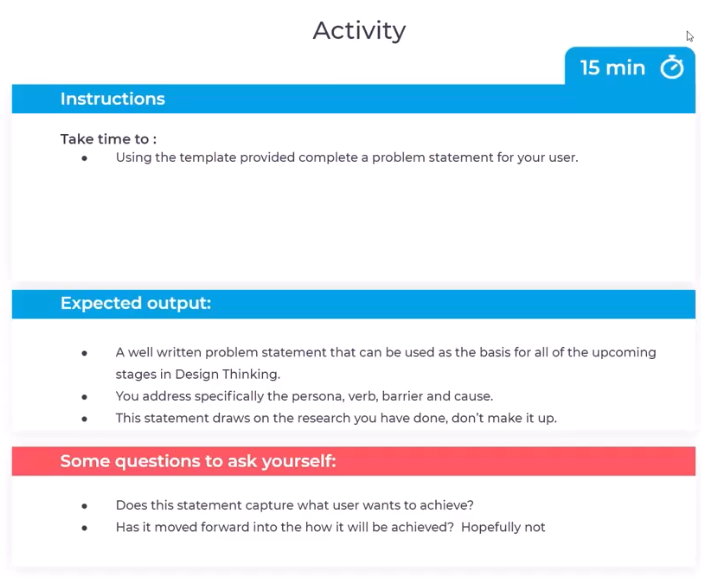 Activity
15 min
Instructions
Take time to :
● Using the template provided complete a problem statement for your user.
Expected output:
● A well written problem statement that can be used as the basis for all of the upcoming
stages in Design Thinking.
● You address specifically the persona, verb, barrier and cause.
● This statement draws on the research you have done, don't make it up.
Some questions to ask yourself:
● Does this statement capture what user wants to achieve?
● Has it moved forward into the how it will be achieved?  Hopefully not